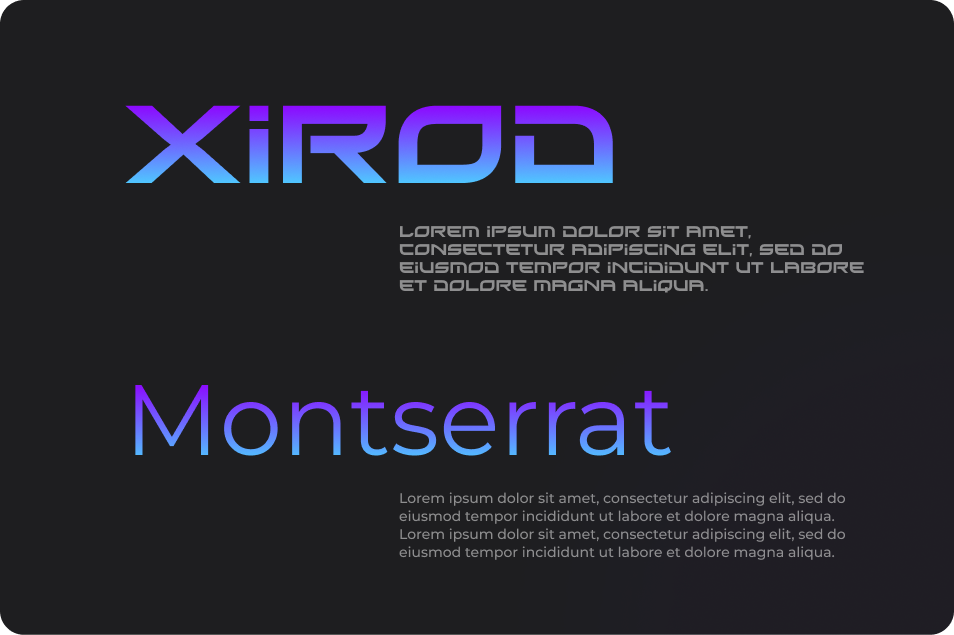 XiROD
LOREM iPSUM DOLOR SiT AMET,
CONSECTETUR ADiPiSCiNG ELiT, SED DO
EiUSMOD TEMPOR iNCiDiDUNT UT LABORE
ET DOLORE MAGNA ALiQUA.
Montserrat
Lorem ipsum dolor sit amet, consectetur adipiscing elit, sed do
eiusmod tempor incididunt ut labore et dolore magna aliqua.
Lorem ipsum dolor sit amet, consectetur adipiscing elit, sed do
eiusmod tempor incididunt ut labore et dolore magna aliqua.